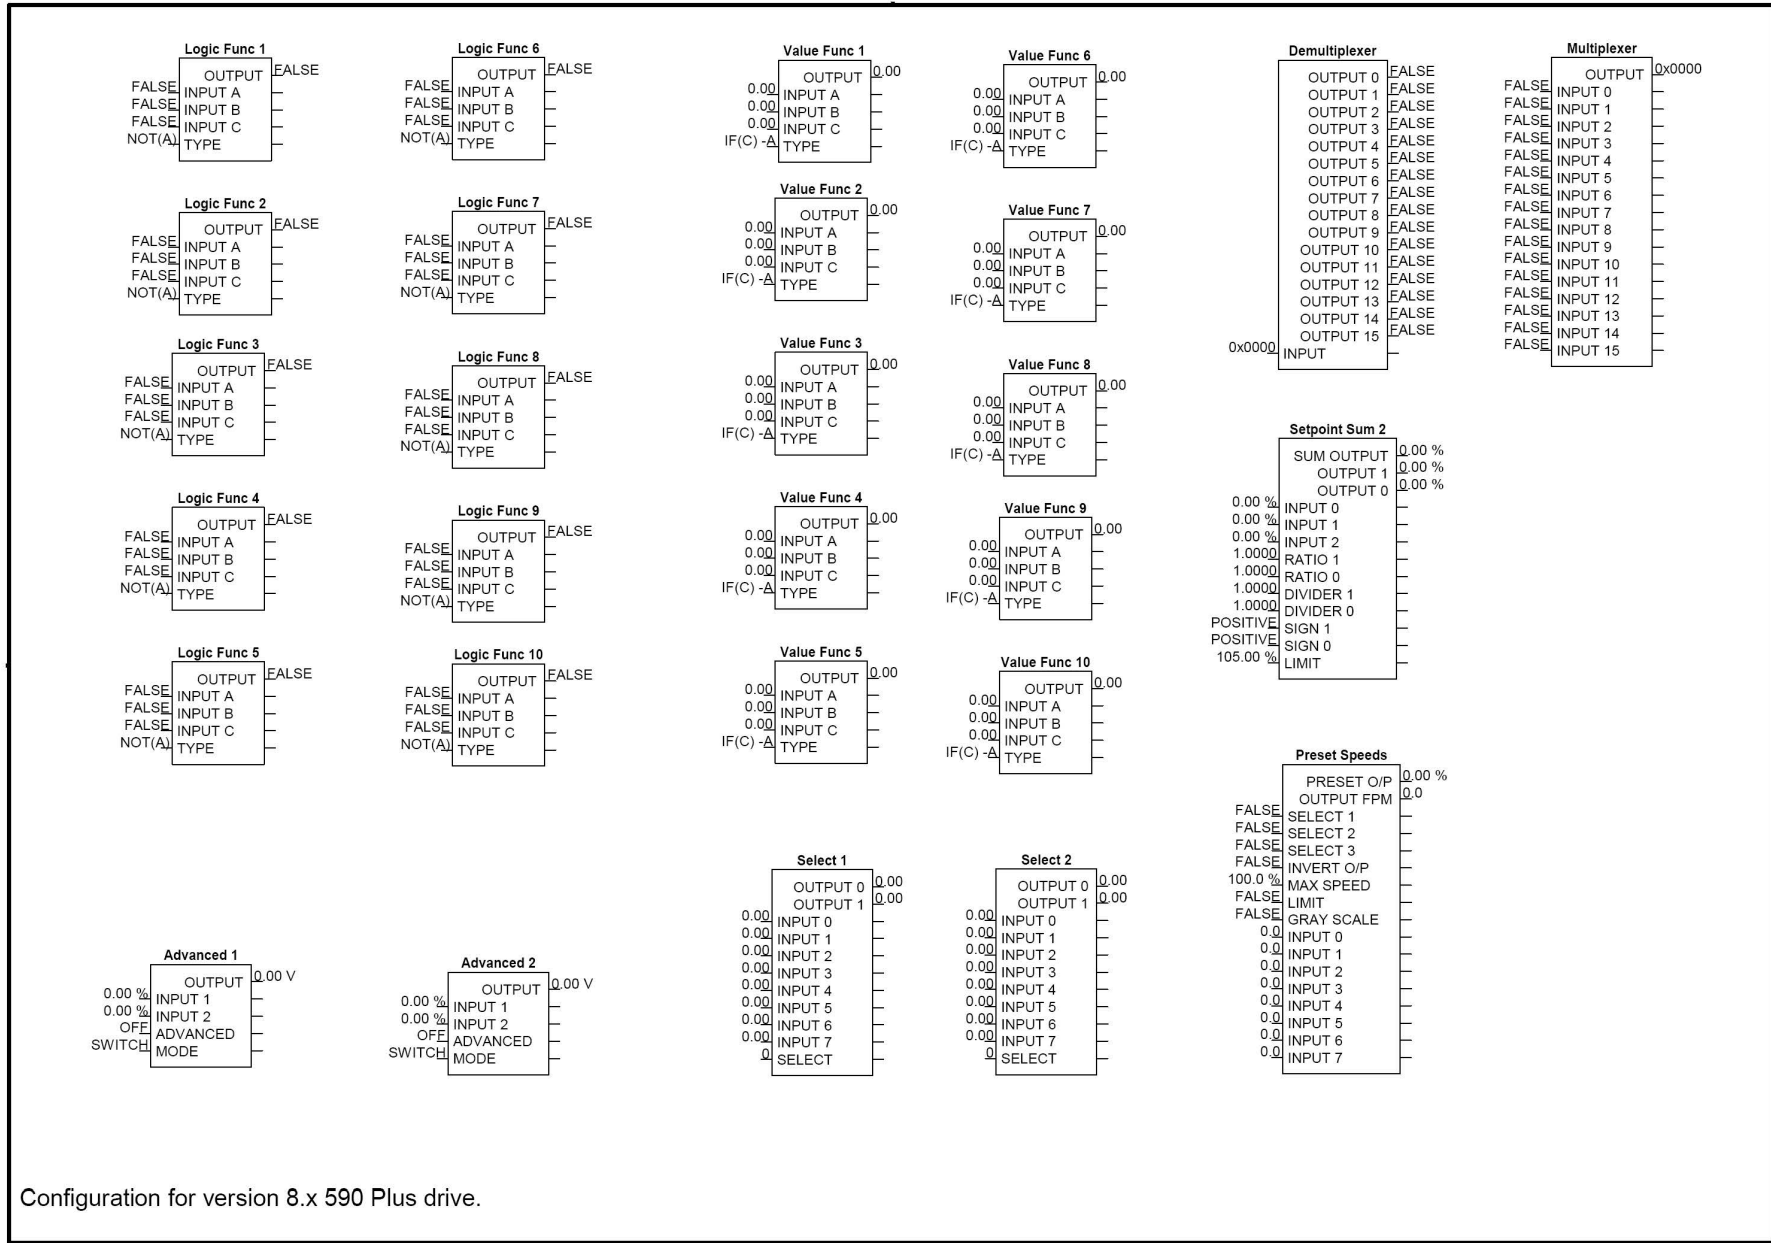 Logic Func 1
OUTPUT FALSE
FALSE INPUT A
FALSE INPUT B
FALSE INPUT C
NOT(A) TYPE
Logic Func 2
OUTPUT FALSE
FALSE INPUT A
FALSE INPUT B
FALSE INPUT C
NOT(A) TYPE
Logic Func 3
OUTPUT FALSE
FALSE INPUT A
FALSE INPUT B
FALSE INPUT C
NOT(A) TYPE
Logic Func 4
OUTPUT FALSE
FALSE INPUT A
FALSE INPUT B
FALSE INPUT C
NOT(A) TYPE
Logic Func 5
OUTPUT FALSE
FALSE INPUT A
FALSE INPUT B
FALSE INPUT C
NOT(A) TYPE
Advanced 1
OUTPUT 0.00 V
0.00 % INPUT 1
0.00 % INPUT 2
OFF ADVANCED
SWITCH MODE
Logic Func 6
OUTPUT FALSE
FALSE INPUT A
FALSE INPUT B
FALSE INPUT C
NOT(A) TYPE
Logic Func 7
OUTPUT FALSE
FALSE INPUT A
FALSE INPUT B
FALSE INPUT C
NOT(A) TYPE
Logic Func 8
OUTPUT FALSE
FALSE INPUT A
FALSE INPUT B
FALSE INPUT C
NOT(A) TYPE
Logic Func 9
OUTPUT FALSE
FALSE INPUT A
FALSE INPUT B
FALSE INPUT C
NOT(A) TYPE
Logic Func 10
OUTPUT FALSE
FALSE INPUT A
FALSE INPUT B
FALSE INPUT C
NOT(A) TYPE
Advanced 2
OUTPUT 0.00 V
0.00 % INPUT 1
0.00 % INPUT 2
OFF ADVANCED
SWITCH MODE
Value Func 1
OUTPUT 0.00
0.00 INPUT A
0.00 INPUT B
0.00 INPUT C
IF(C) -A TYPE
Value Func 2
OUTPUT 0.00
0.00 INPUT A
0.00 INPUT B
0.00 INPUT C
IF(C) -A TYPE
Value Func 3
OUTPUT 0.00
0.00 INPUT A
0.00 INPUT B
0.00 INPUT C
IF(C) -A TYPE
Value Func 4
OUTPUT 0.00
0.00 INPUT A
0.00 INPUT B
0.00 INPUT C
IF(C) -A TYPE
Value Func 5
OUTPUT 0.00
0.00 INPUT A
0.00 INPUT B
0.00 INPUT C
IF(C) -A TYPE
Select 1
OUTPUT 0 0.00
OUTPUT 1 0.00
0.00 INPUT 0
0.00 INPUT 1
0.00 INPUT 2
0.00 INPUT 3
0.00 INPUT 4
0.00 INPUT 5
0.00 INPUT 6
0.00 INPUT 7
0 SELECT
Value Func 6
OUTPUT 0.00
0.00 INPUT A
0.00 INPUT B
0.00 INPUT C
IF(C) -A TYPE
Value Func 7
OUTPUT 0.00
0.00 INPUT A
0.00 INPUT B
0.00 INPUT C
IF(C) -A TYPE
Value Func 8
OUTPUT 0.00
0.00 INPUT A
0.00 INPUT B
0.00 INPUT C
IF(C) -A TYPE
Value Func 9
OUTPUT 0.00
0.00 INPUT A
0.00 INPUT B
0.00 INPUT C
IF(C) -A TYPE
Value Func 10
OUTPUT 0.00
0.00 INPUT A
0.00 INPUT B
0.00 INPUT C
IF(C) -A TYPE
Select 2
OUTPUT 0 0.00
OUTPUT 1 0.00
0.00 INPUT 0
0.00 INPUT 1
0.00 INPUT 2
0.00 INPUT 3
0.00 INPUT 4
0.00 INPUT 5
0.00 INPUT 6
0.00 INPUT 7
0 SELECT
Demultiplexer
OUTPUT 0 FALSE
OUTPUT 1 FALSE
OUTPUT 2 FALSE
OUTPUT 3 FALSE
OUTPUT 4 FALSE
OUTPUT 5 FALSE
OUTPUT 6 FALSE
OUTPUT 7 FALSE
OUTPUT 8 FALSE
OUTPUT 9 FALSE
OUTPUT 10 FALSE
OUTPUT 11 FALSE
OUTPUT 12 FALSE
OUTPUT 13 FALSE
OUTPUT 14 FALSE
OUTPUT 15 FALSE
0x0000 INPUT
Multiplexer
OUTPUT 0x0000
FALSE INPUT 0
FALSE INPUT 1
FALSE INPUT 2
FALSE INPUT 3
FALSE INPUT 4
FALSE INPUT 5
FALSE INPUT 6
FALSE INPUT 7
FALSE INPUT 8
FALSE INPUT 9
FALSE INPUT 10
FALSE INPUT 11
FALSE INPUT 12
FALSE INPUT 13
FALSE INPUT 14
FALSE INPUT 15
Setpoint Sum 2
SUM OUTPUT 0.00 %
OUTPUT 1 0.00 %
OUTPUT 0 0.00 %
0.00 % INPUT 0
0.00 % INPUT 1
0.00 % INPUT 2
1.0000 RATIO 1
1.0000 RATIO 0
1.0000 DIVIDER 1
1.0000 DIVIDER 0
POSITIVE SIGN 1
POSITIVE SIGN 0
105.00 % LIMIT
Preset Speeds
PRESET O/P 0.00 %
OUTPUT FPM 0.0
FALSE SELECT 1
FALSE SELECT 2
FALSE SELECT 3
FALSE INVERT O/P
100.0 % MAX SPEED
FALSE LIMIT
FALSE GRAY SCALE
0.0 INPUT 0
0.0 INPUT 1
0.0 INPUT 2
0.0 INPUT 3
0.0 INPUT 4
0.0 INPUT 5
0.0 INPUT 6
0.0 INPUT 7
Configuration for version 8.x 590 Plus drive.